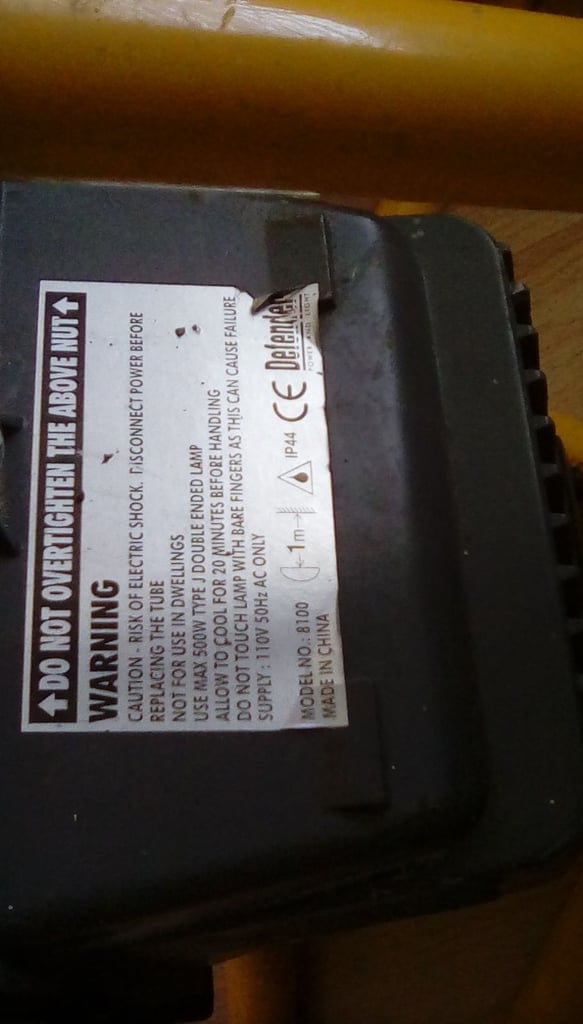 DO NOT OVERTIGHTEN THE ABOVE NUT
WARNING
CAUTION - RISK OF ELECTRIC SHOCK. DISCONNECT POWER BEFORE
REPLACING THE TUBE
NOT FOR USE IN DWELLINGS
USE MAX 500W TYPE J DOUBLE ENDED LAMP
ALLOW TO COOL FOR 20 MINUTES BEFORE HANDLING
DO NOT TOUCH LAMP WITH BARE FINGERS AS THIS CAN CAUSE FAILURE
SUPPLY : 110V 50Hz AC ONLY
1m IP44 CE Defender
POWER AND LIGHT
MODEL NO.: 8100
MADE IN CHINA